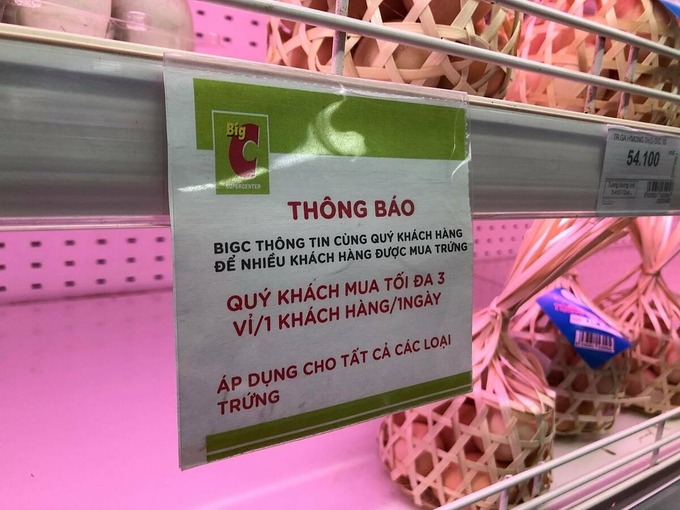 Big
C
SUPERCENTER
THÔNG BÁO
BIGC THÔNG TIN CÙNG QUÝ KHÁCH HÀNG
ĐỂ NHIỀU KHÁCH HÀNG ĐƯỢC MUA TRỨNG
QUÝ KHÁCH MUA TỐI ĐA 3
VỈ/1 KHÁCH HÀNG/1NGÀY
ÁP DỤNG CHO TẤT CẢ CÁC LOẠI
TRỨNG
54.100